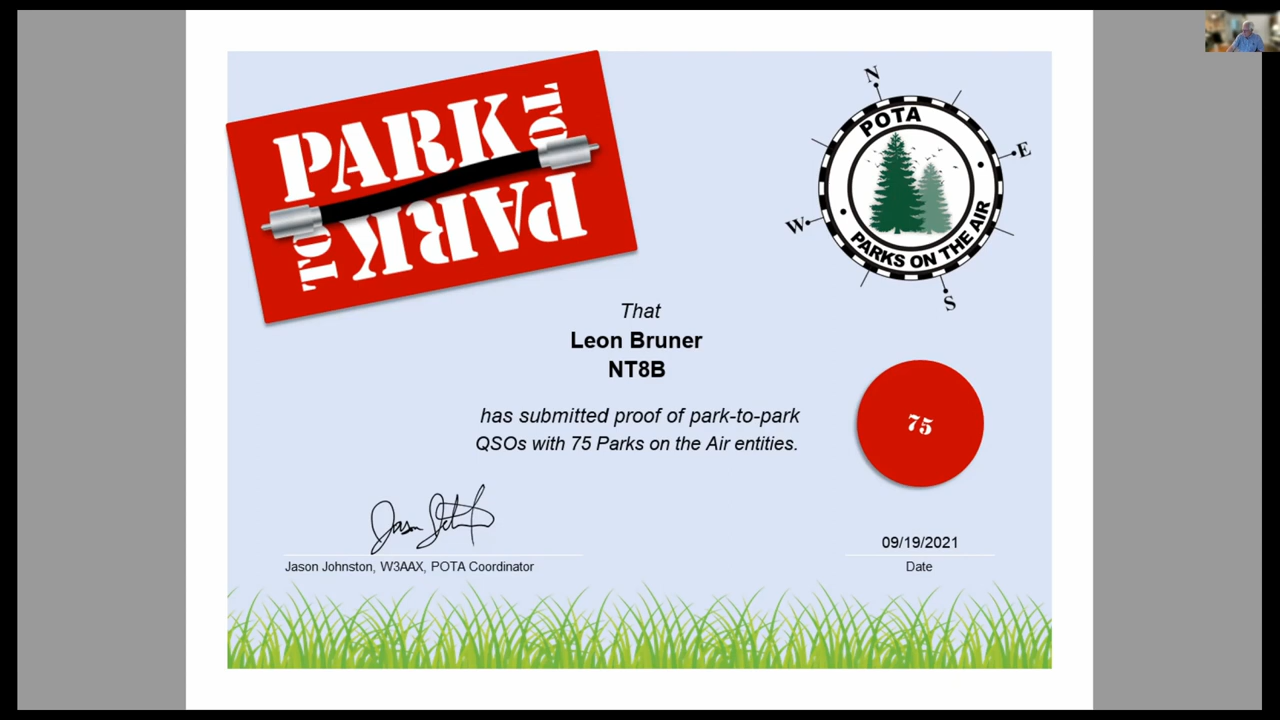 PARK
TO
PARK
TO
POTA
PARKS ON THE AIR
N
E
W
S
That
Leon Bruner
NT8B
has submitted proof of park-to-park
QSOs with 75 Parks on the Air entities.
75
Jason Johnston
09/19/2021
Jason Johnston, W3AAX, POTA Coordinator
Date